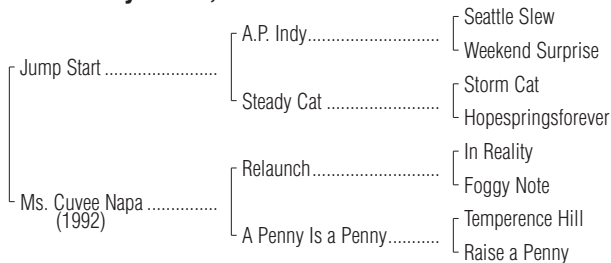 A.P. Indy
Seattle Slew
Weekend Surprise
Jump Start
Steady Cat
Storm Cat
Hopespringsforever
Relaunch
In Reality
Foggy Note
Ms. Cuvee Napa
(1992)
A Penny Is a Penny
Temperence Hill
Raise a Penny